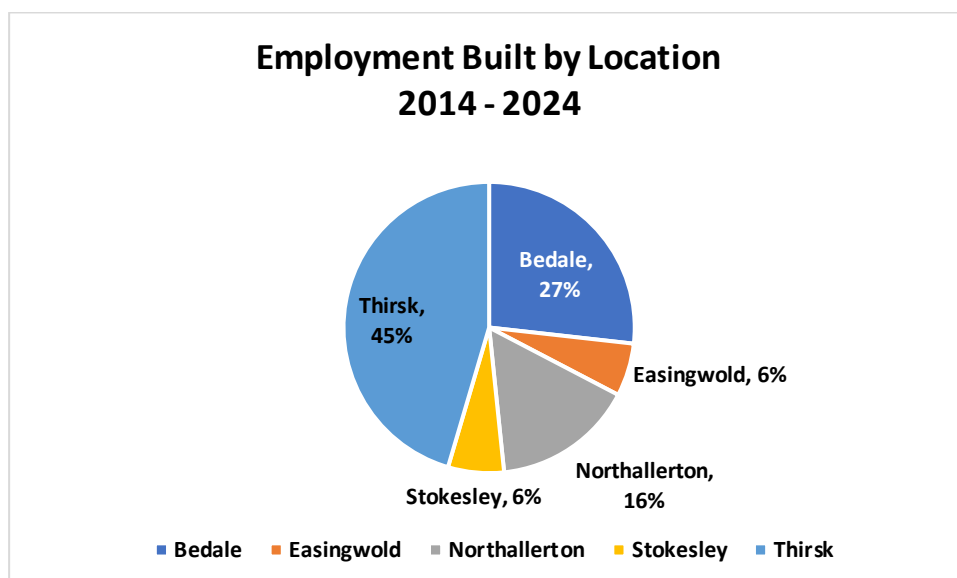 Employment Built by Location
2014 - 2024
Bedale,
27%
Thirsk,
45%
Easingwold, 6%
Northallerton,
16%
Stokesley, 6%
Bedale Easingwold Northallerton Stokesley Thirsk